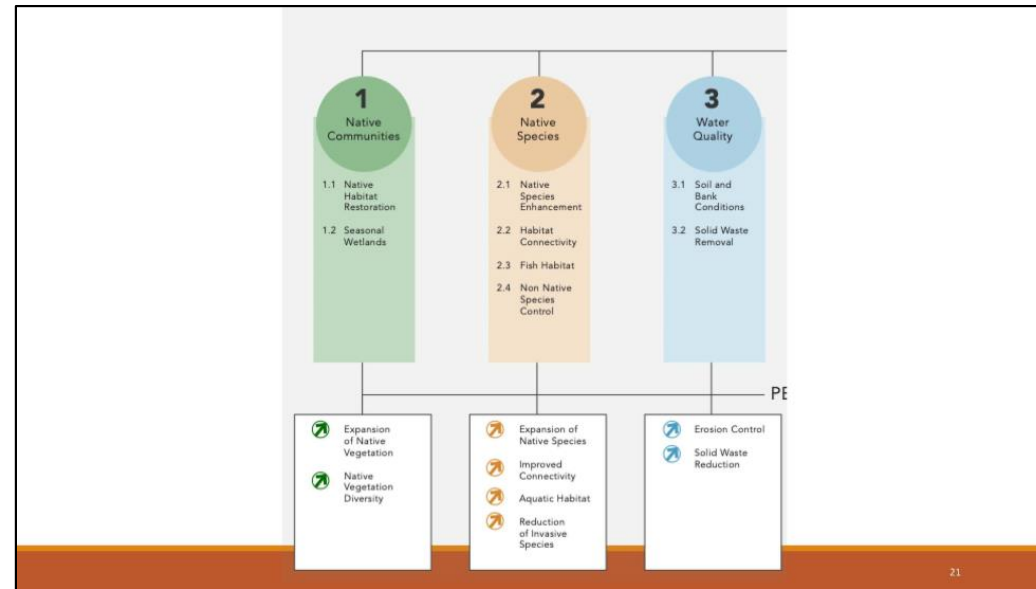 1
Native
Communities
1.1 Native
Habitat
Restoration
1.2 Seasonal
Wetlands
2
Native
Species
2.1 Native
Species
Enhancement
2.2 Habitat
Connectivity
2.3 Fish Habitat
2.4 Non Native
Species
Control
3
Water
Quality
3.1 Soil and
Bank
Conditions
3.2 Solid Waste
Removal
Expansion
of Native
Vegetation
Native
Vegetation
Diversity
Expansion of
Native Species
Improved
Connectivity
Aquatic Habitat
Reduction
of Invasive
Species
Erosion Control
Solid Waste
Reduction
21